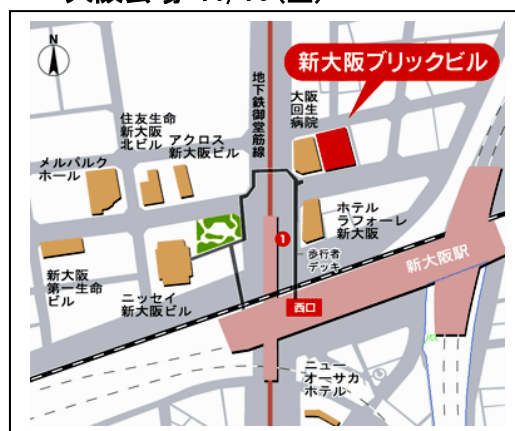 N
新大阪ブリックビル
地下鉄御堂筋線
大阪
回生
病院
住友生命
新大阪
北ビル
アクロス
新大阪ビル
メルパルク
ホール
ホテル
ラフォーレ
新大阪
1
歩行者
デッキ
新大阪駅
新大阪
第一生命
ビル
ニッセイ
新大阪ビル
西口
ニュー
オーサカ
ホテル